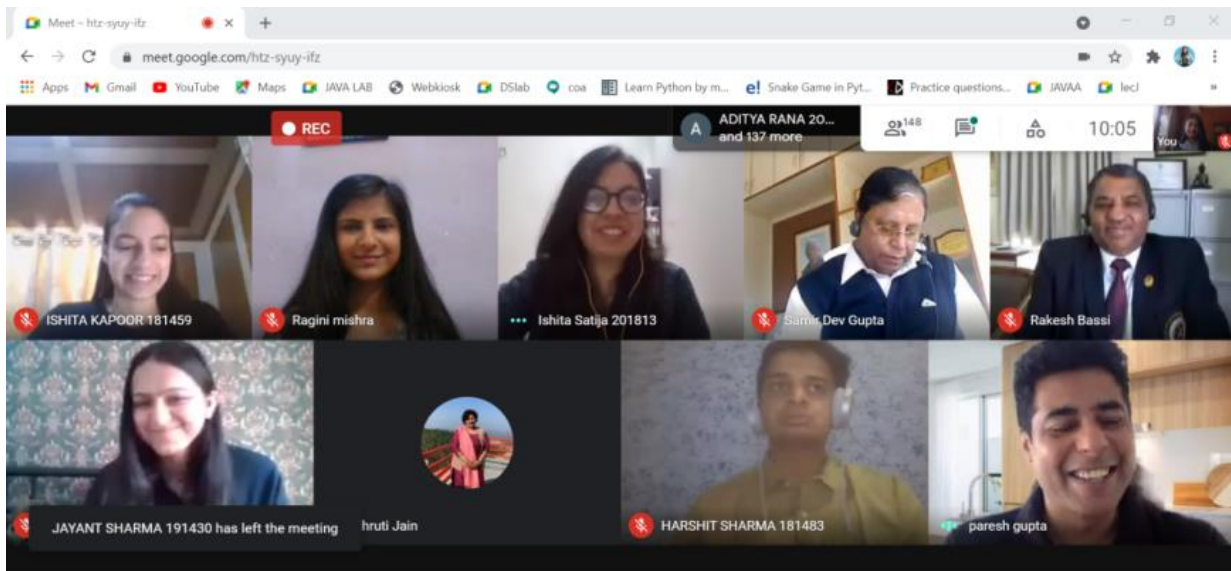 Meet – htz-syuy-ifz
meet.google.com/htz-syuy-ifz
Apps Gmail YouTube Maps JAVA LAB Webkiosk DSlab coa Learn Python by m... Snake Game in Pyt... Practice questions... JAVAA lecJ »
REC
A ADITYA RANA 20...
and 137 more
148
10:05
You
ISHITA KAPOOR 181459
Ragini mishra
Ishita Satija 201813
Samir Dev Gupta
Rakesh Bassi
JAYANT SHARMA 191430 has left the meeting
hruti Jain
HARSHIT SHARMA 181483
paresh gupta